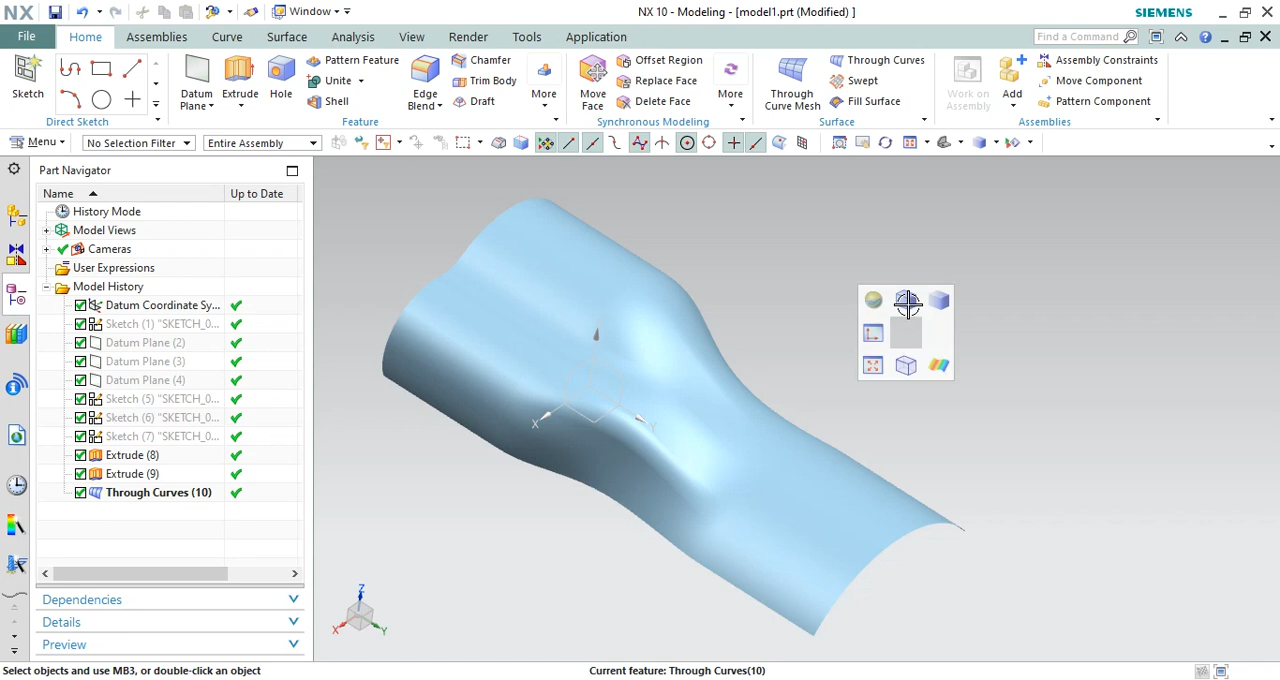 NX
Window
NX 10 - Modeling - [model1.prt (Modified) ]
SIEMENS
File
Home
Assemblies
Curve
Surface
Analysis
View
Render
Tools
Application
Find a Command
Sketch
Direct Sketch
Datum Plane
Extrude
Hole
Pattern Feature
Unite
Shell
Edge Blend
Chamfer
Trim Body
Draft
More
Feature
Move Face
Offset Region
Replace Face
Delete Face
More
Synchronous Modeling
Through Curve Mesh
Through Curves
Swept
Fill Surface
Surface
Work on Assembly
Add
Assembly Constraints
Move Component
Pattern Component
Assemblies
Menu
No Selection Filter
Entire Assembly
Part Navigator
Name
Up to Date
History Mode
Model Views
Cameras
User Expressions
Model History
Datum Coordinate Sy...
Sketch (1) "SKETCH_0...
Datum Plane (2)
Datum Plane (3)
Datum Plane (4)
Sketch (5) "SKETCH_0...
Sketch (6) "SKETCH_0...
Sketch (7) "SKETCH_0...
Extrude (8)
Extrude (9)
Through Curves (10)
X
Y
Z
X
Y
Dependencies
Details
Preview
Select objects and use MB3, or double-click an object
Current feature: Through Curves(10)